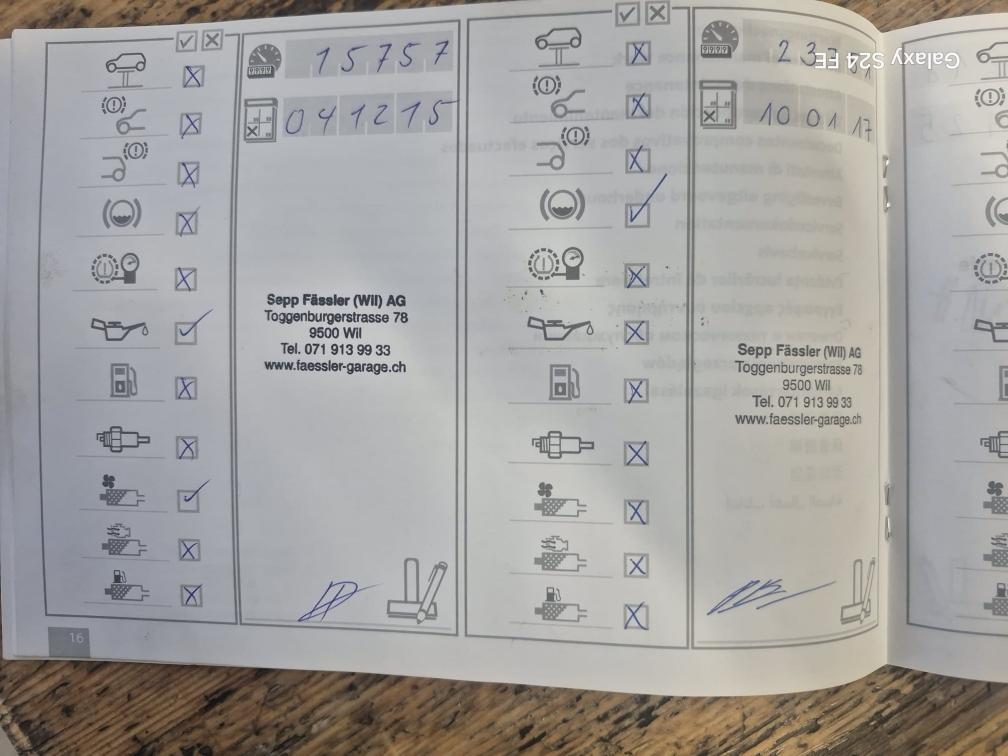 15757
041215
Sepp Fässler (Wil) AG
Toggenburgerstrasse 78
9500 Wil
Tel. 071 913 99 33
www.faessler-garage.ch
16
10 01 17
Sepp Fässler (Wil) AG
Toggenburgerstrasse 78
9500 Wil
Tel. 071 913 99 33
www.faessler-garage.ch
Galaxy S24 FE